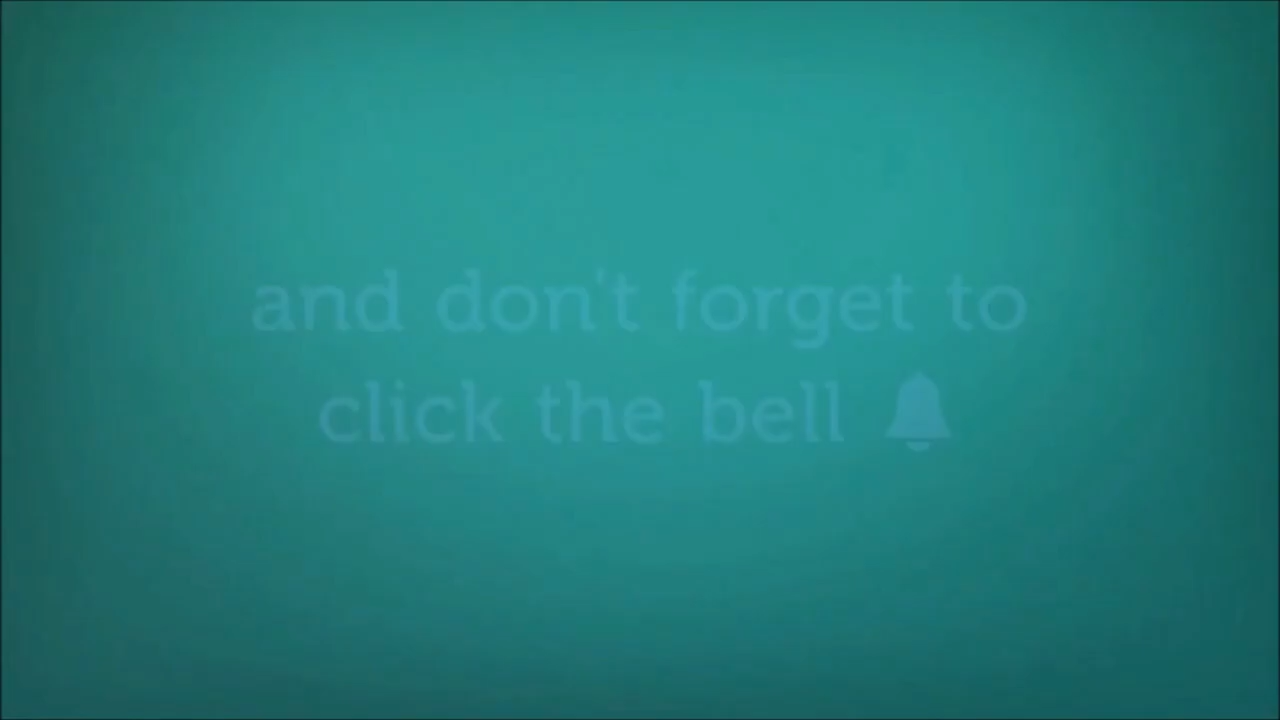 and don't forget to
click the bell 🔔